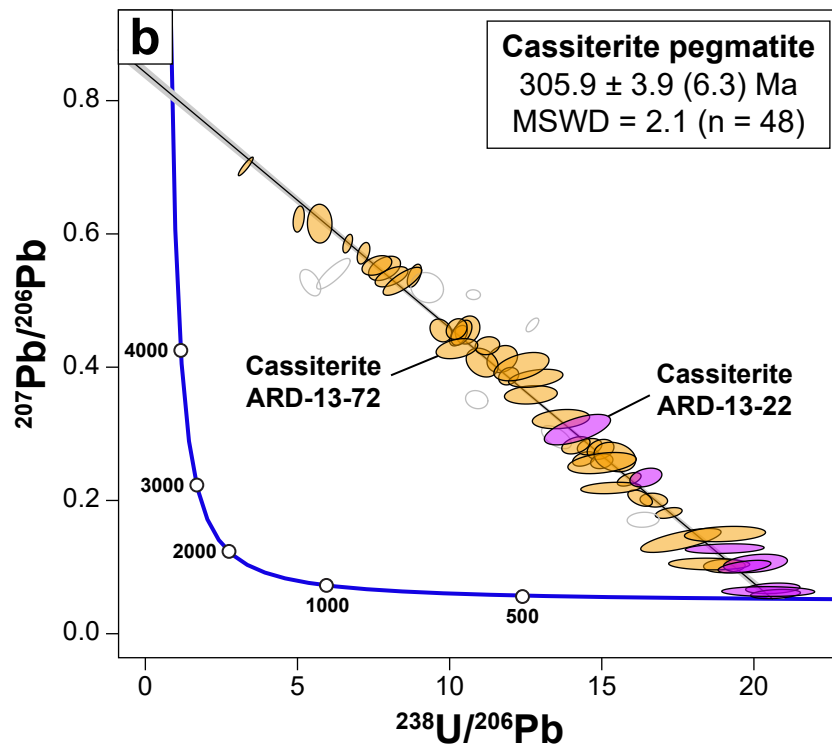 b
Cassiterite pegmatite
305.9 ± 3.9 (6.3) Ma
MSWD = 2.1 (n = 48)
0.8
0.6
0.4
0.2
0.0
²⁰⁷Pb/²⁰⁶Pb
4000
3000
2000
1000
500
Cassiterite
ARD-13-72
Cassiterite
ARD-13-22
0
5
10
15
20
²³⁸U/²⁰⁶Pb